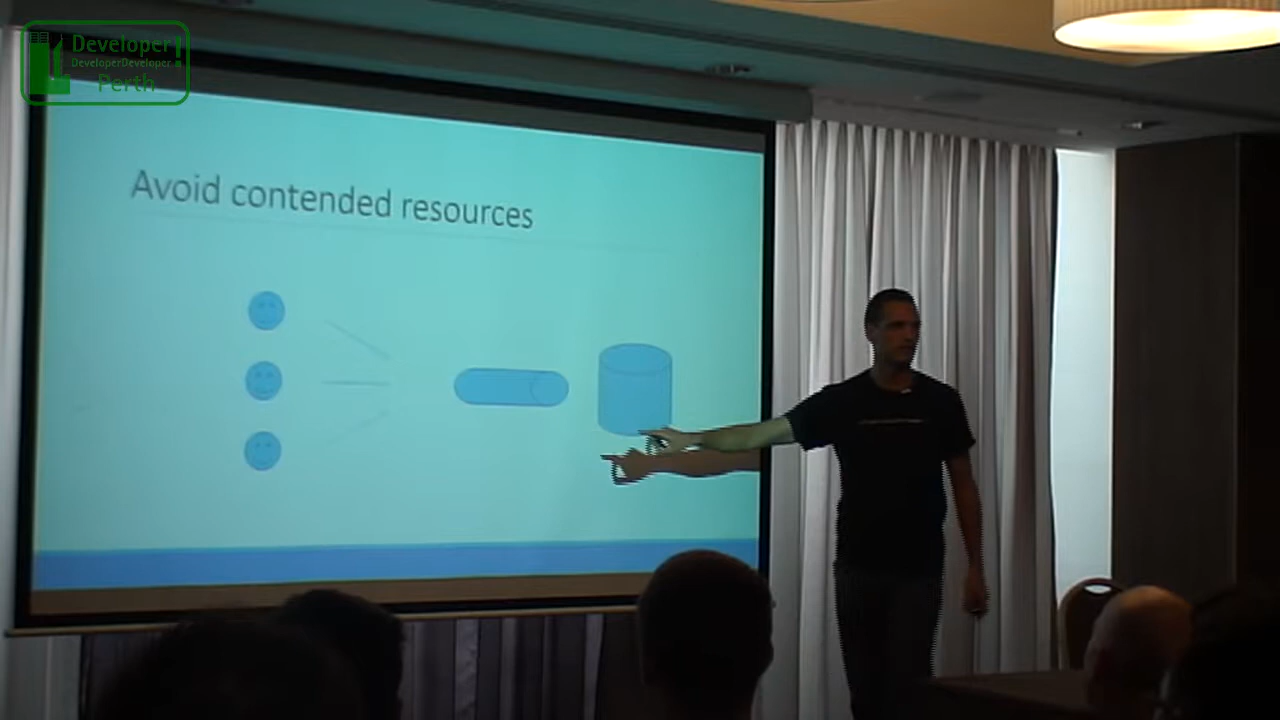 Developer!
DeveloperDeveloper
Perth
Avoid contended resources